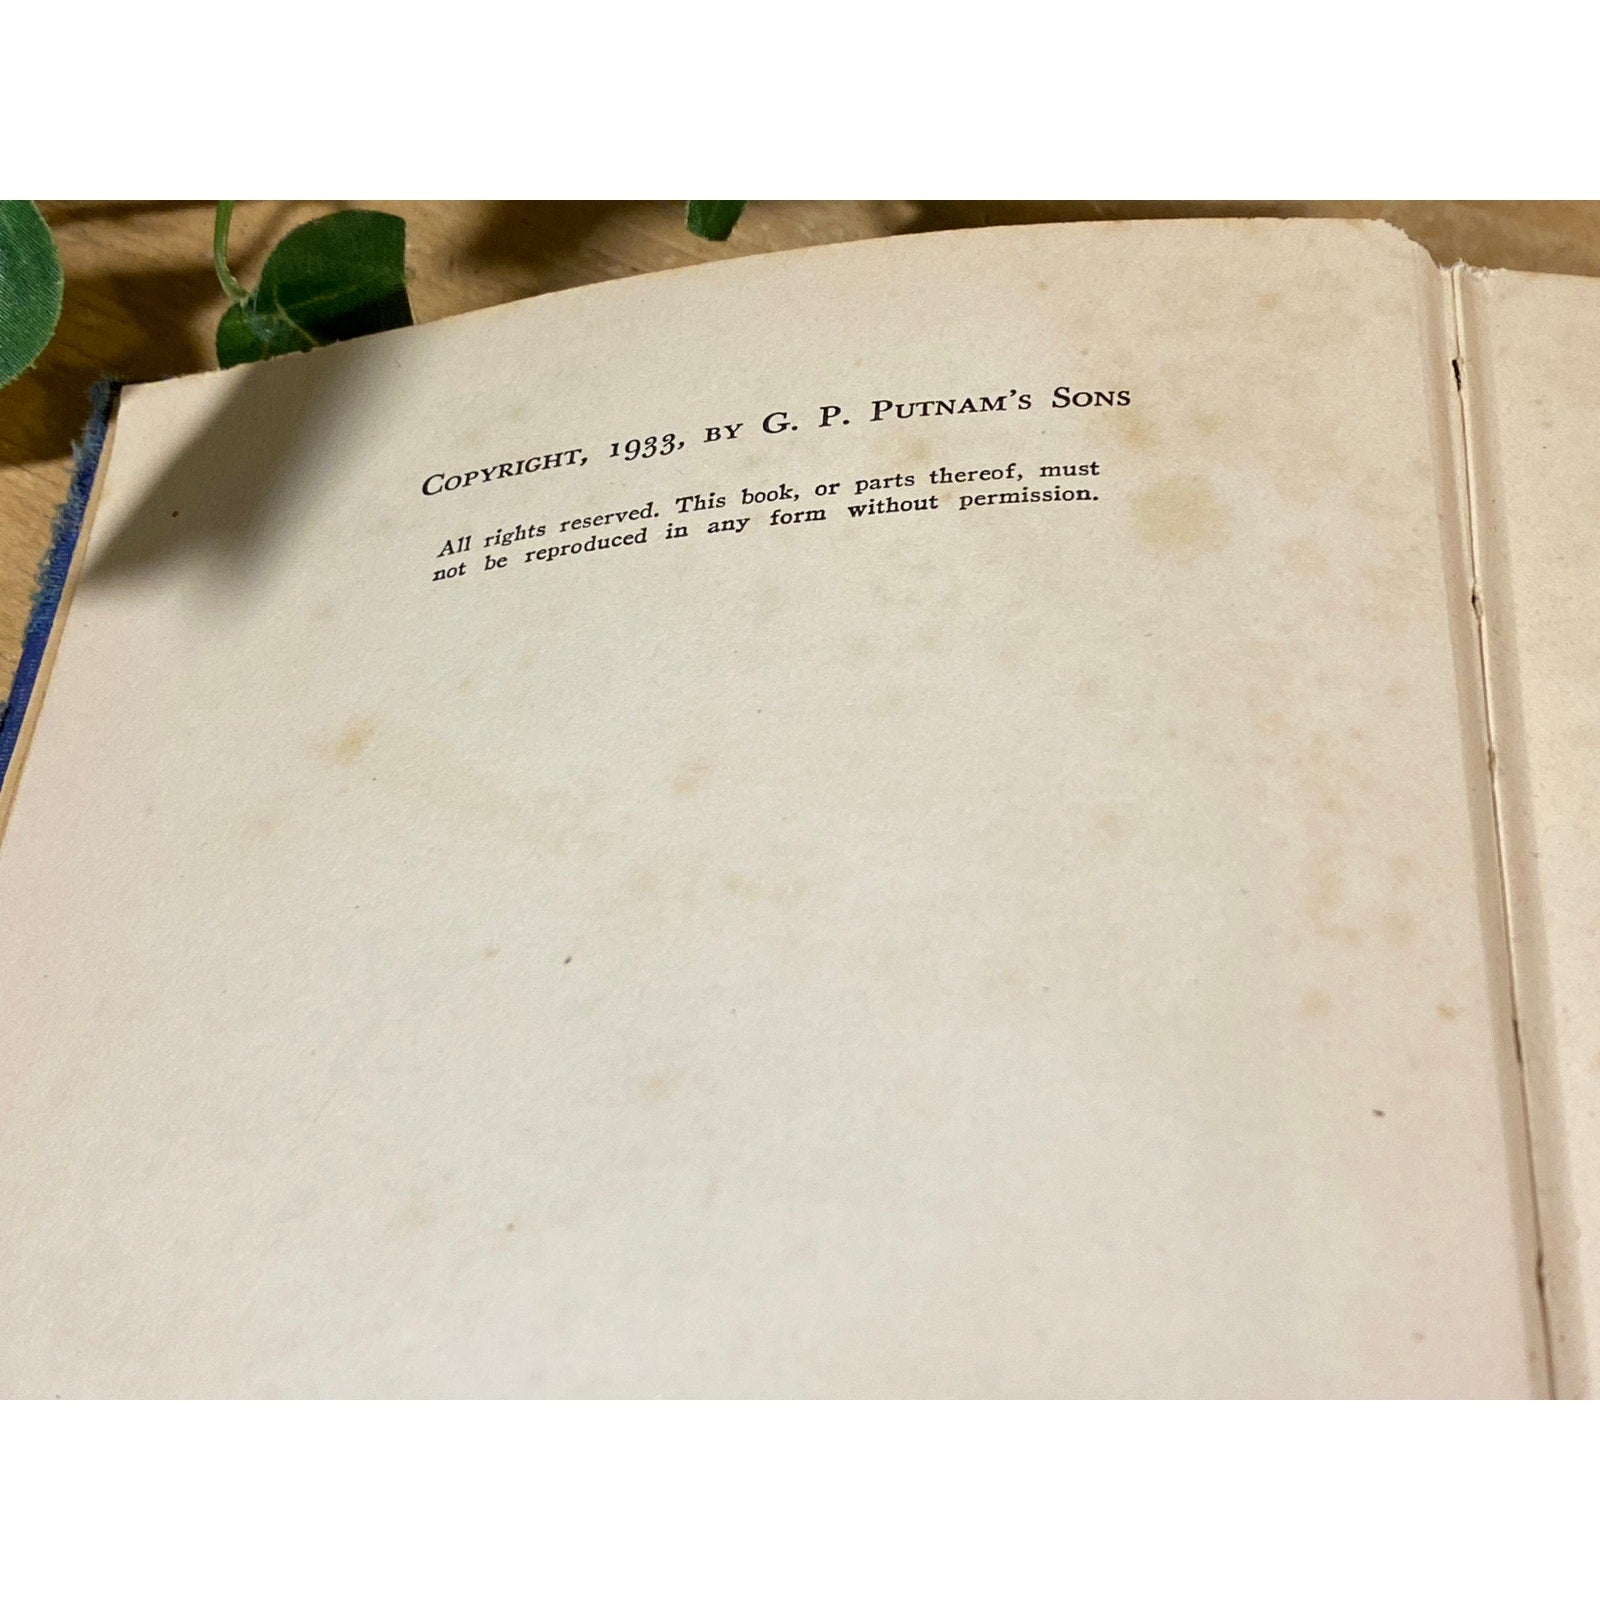 Copyright, 1933, by G. P. Putnam's Sons
All rights reserved. This book, or parts thereof, must
not be reproduced in any form without permission.